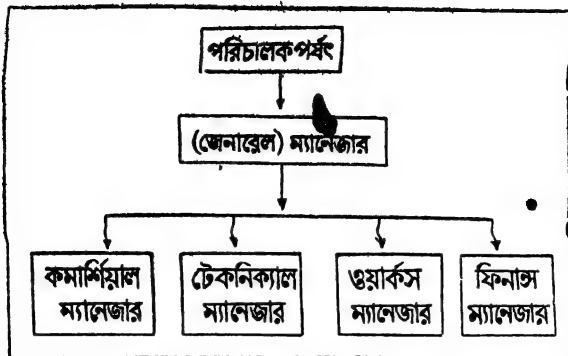 পরিচালকপর্ষৎ
(জেনারেল) ম্যানেজার
কমার্শিয়াল টেকনিক্যাল ওয়ার্কস ফিনান্স
ম্যানেজার ম্যানেজার ম্যানেজার ম্যানেজার